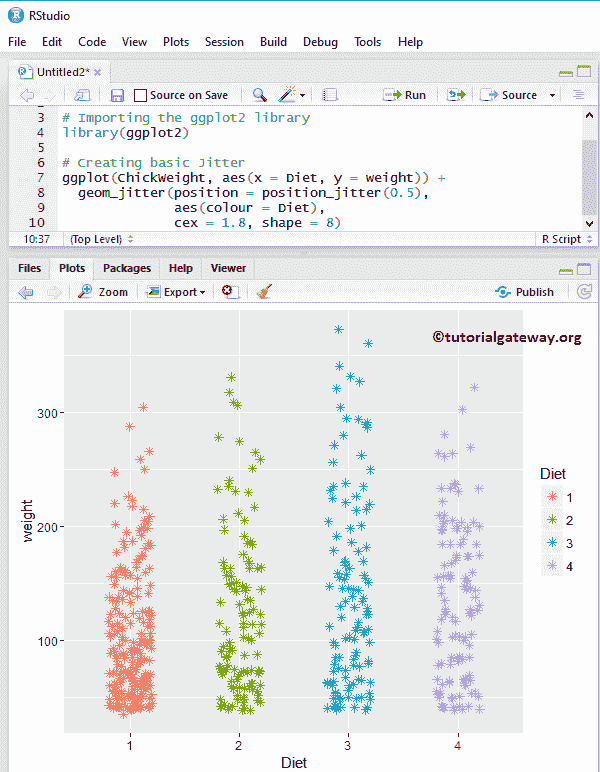 RStudio
File Edit Code View Plots Session Build Debug Tools Help
Untitled2*
Source on Save Run Source
3 # Importing the ggplot2 library
4 library(ggplot2)
5
6 # Creating basic Jitter
7 ggplot(ChickWeight, aes(x = Diet, y = weight)) +
8 geom_jitter(position = position_jitter(0.5),
9 aes(colour = Diet),
10 cex = 1.8, shape = 8)
10:37 (Top Level) R Script
Files Plots Packages Help Viewer
Zoom Export Publish
©tutorialgateway.org
300
200
100
weight
1 2 3 4
Diet
Diet
1
2
3
4